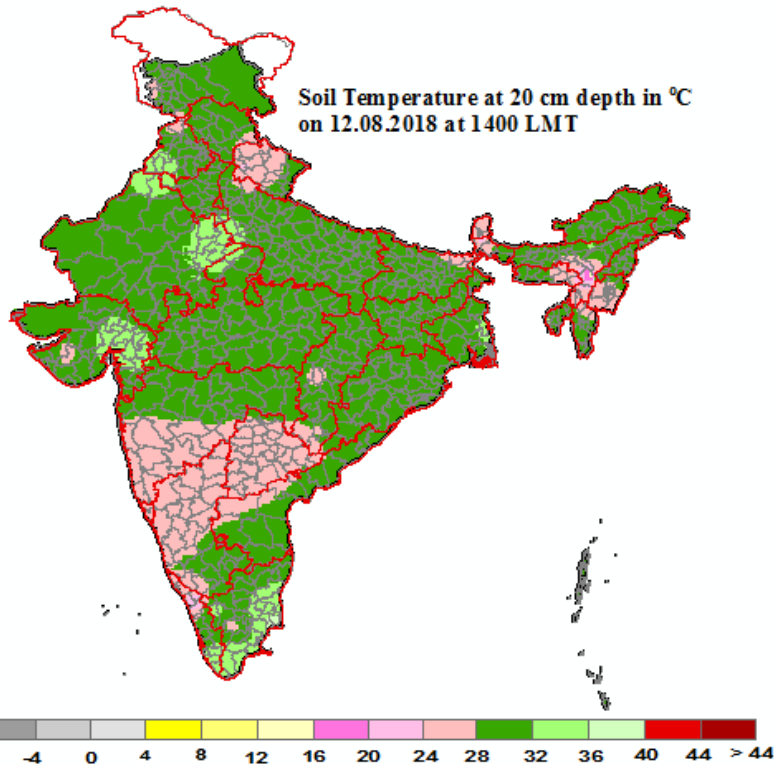 Soil Temperature at 20 cm depth in ⁰C
on 12.08.2018 at 1400 LMT
-4 0 4 8 12 16 20 24 28 32 36 40 44 > 44